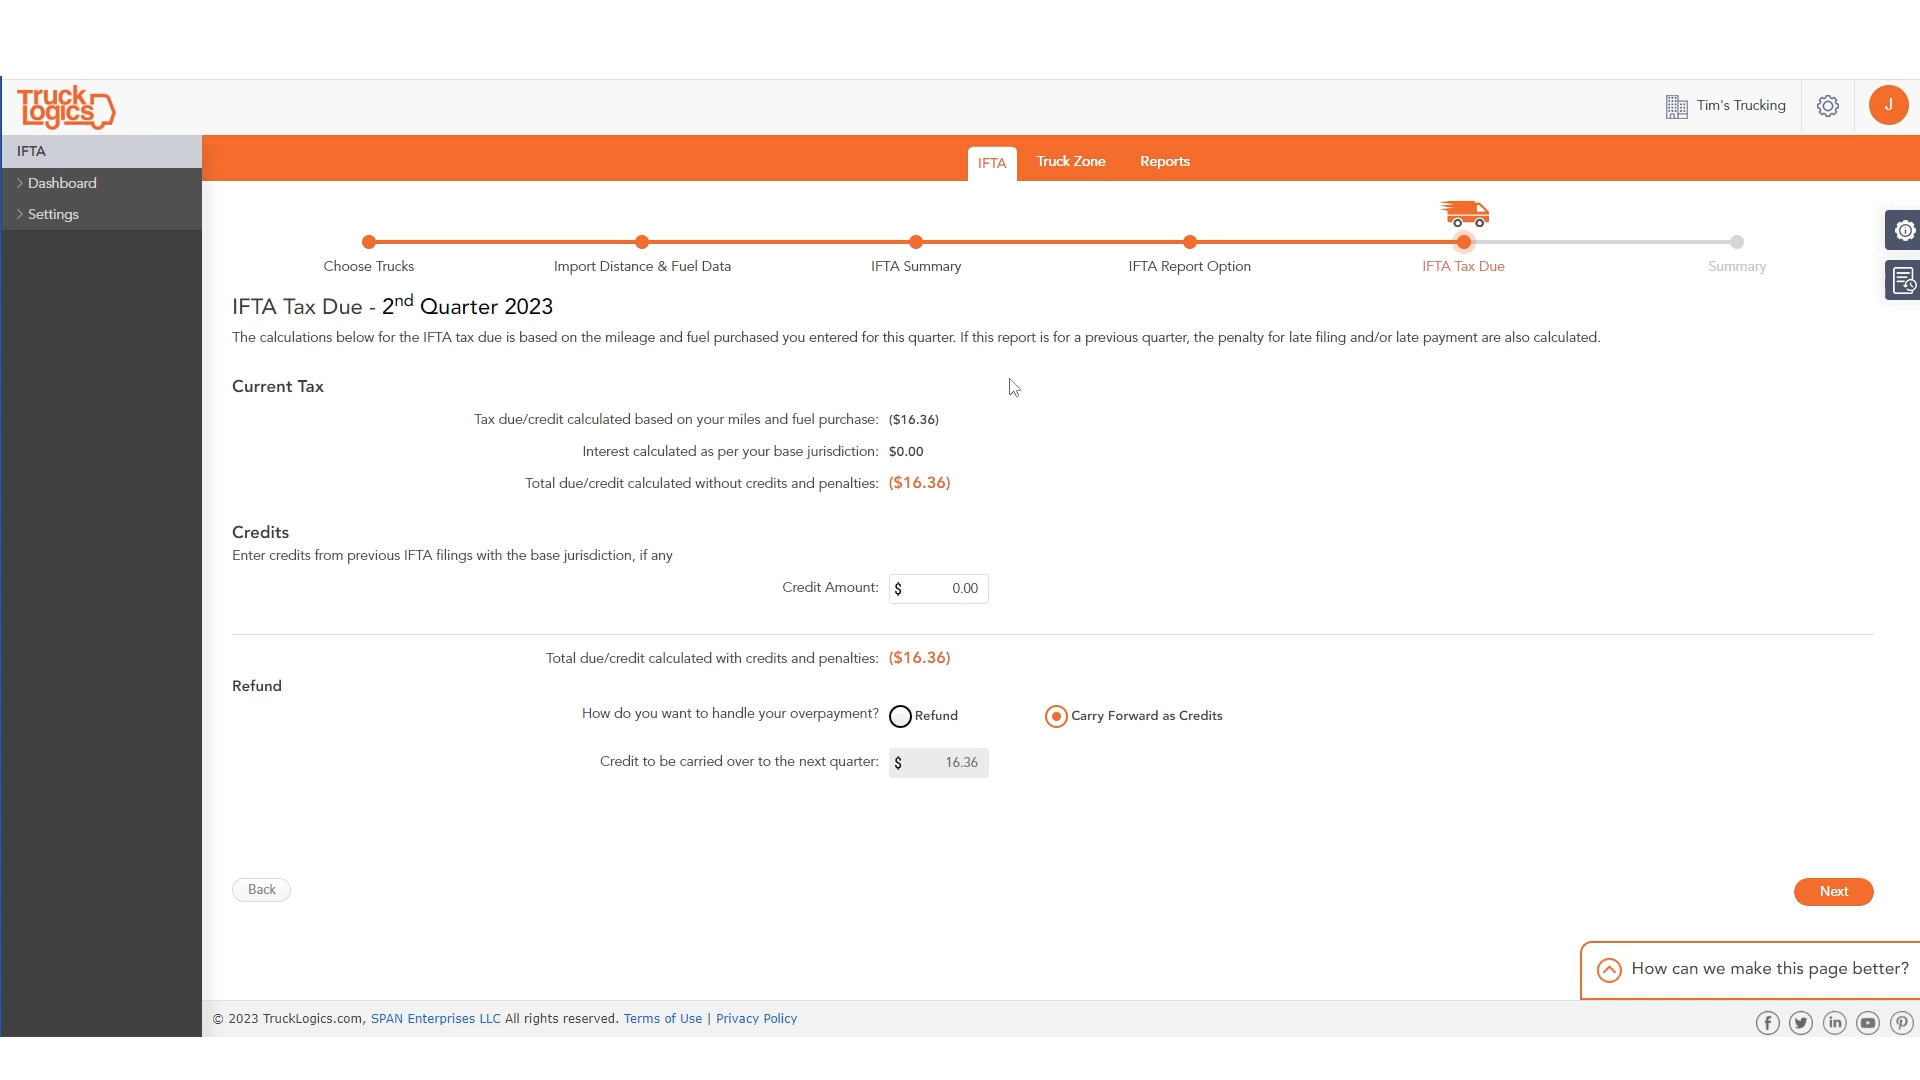 Truck
Logics
Tim's Trucking
J
IFTA
Dashboard
Settings
IFTA
Truck Zone
Reports
Choose Trucks
Import Distance & Fuel Data
IFTA Summary
IFTA Report Option
IFTA Tax Due
Summary
IFTA Tax Due - 2nd Quarter 2023
The calculations below for the IFTA tax due is based on the mileage and fuel purchased you entered for this quarter. If this report is for a previous quarter, the penalty for late filing and/or late payment are also calculated.
Current Tax
Tax due/credit calculated based on your miles and fuel purchase: ($16.36)
Interest calculated as per your base jurisdiction: $0.00
Total due/credit calculated without credits and penalties: ($16.36)
Credits
Enter credits from previous IFTA filings with the base jurisdiction, if any
Credit Amount: $ 0.00
Total due/credit calculated with credits and penalties: ($16.36)
Refund
How do you want to handle your overpayment? Refund Carry Forward as Credits
Credit to be carried over to the next quarter: $ 16.36
Back
Next
How can we make this page better?
© 2023 TruckLogics.com, SPAN Enterprises LLC All rights reserved. Terms of Use | Privacy Policy